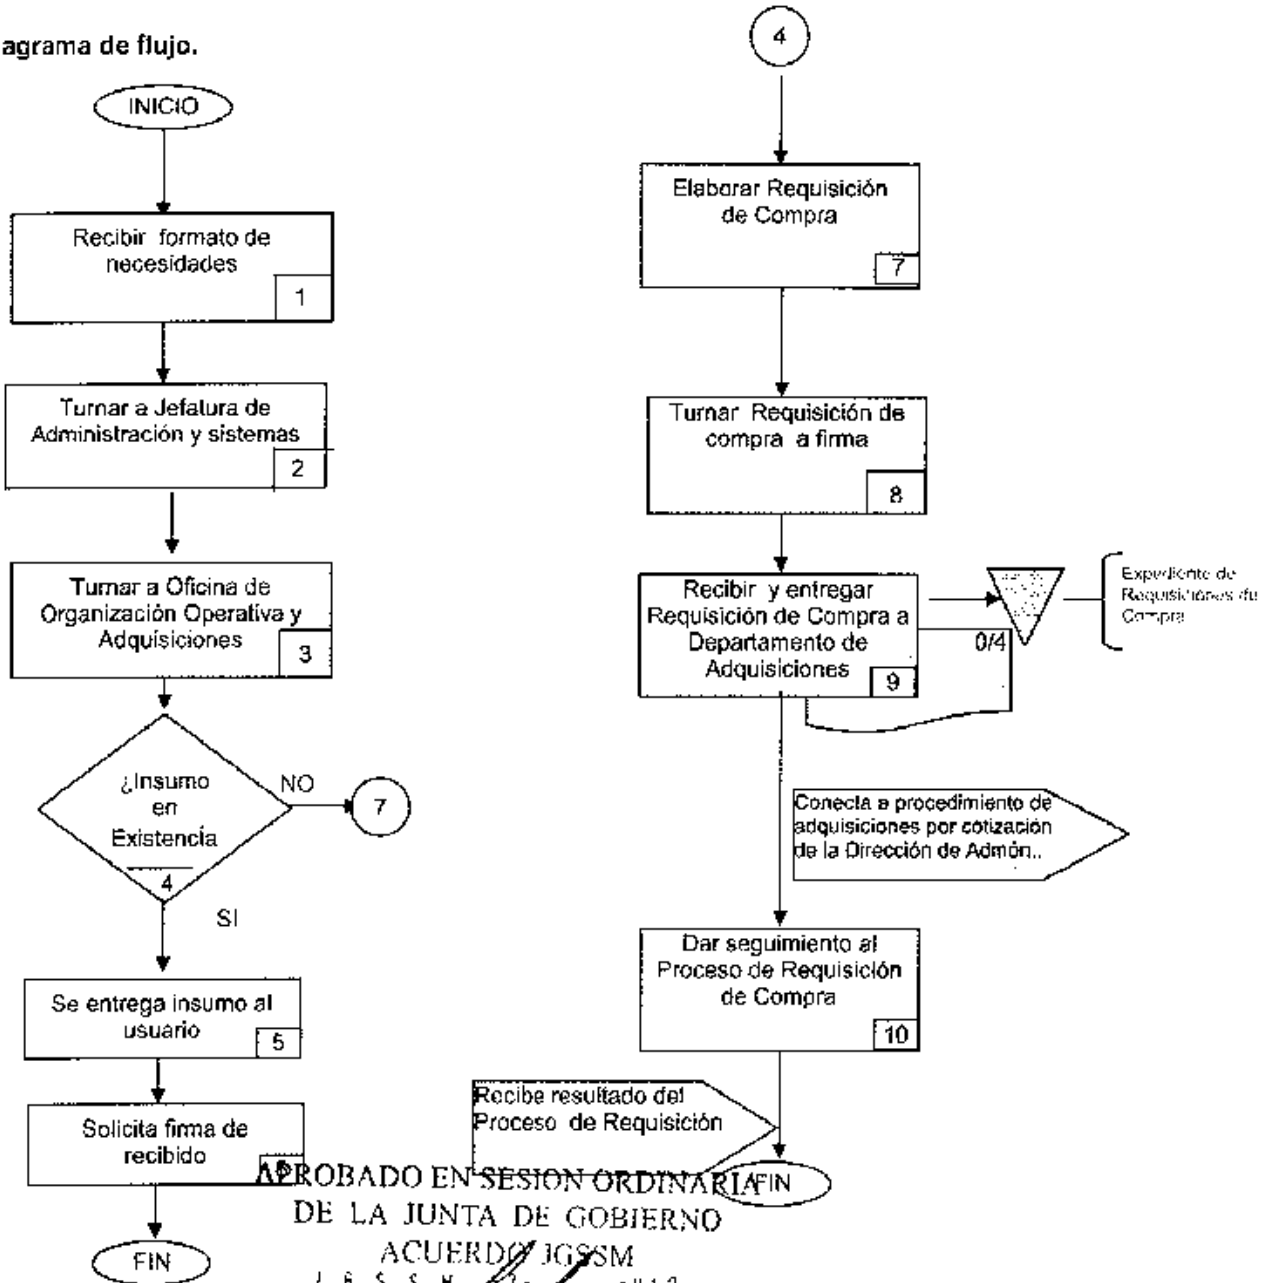 agrama de flujo.
INICIO
Recibir formato de
necesidades
1
Turnar a Jefatura de
Administración y sistemas
2
Turnar a Oficina de
Organización Operativa y
Adquisiciones
3
¿Insumo
en
Existencia
4
NO
7
SI
Se entrega insumo al
usuario
5
Solicita firma de
recibido
FIN
4
Elaborar Requisición
de Compra
7
Turnar Requisición de
compra a firma
8
Recibir y entregar
Requisición de Compra a
Departamento de
Adquisiciones
9
0/4
Expediente de
Requisiciones de
Compra
Conecta a procedimiento de
adquisiciones por cotización
de la Dirección de Admón..
Dar seguimiento al
Proceso de Requisición
de Compra
10
Recibe resultado del
Proceso de Requisición
FIN
APROBADO EN SESION ORDINARIA
DE LA JUNTA DE GOBIERNO
ACUERDO JGSSM